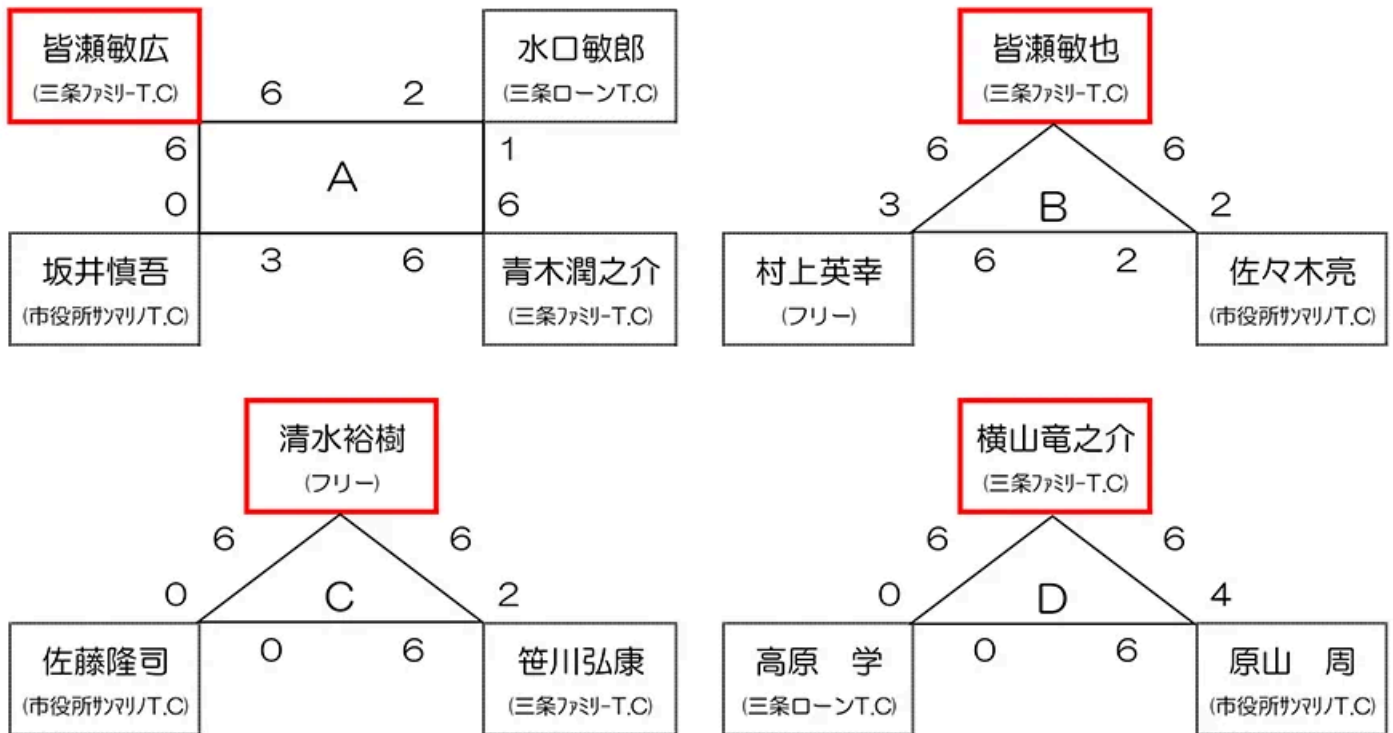 皆瀬敏広
(三条ファミリーT.C)
水口敏郎
(三条ローンT.C)
6 2
6
0
A
1
6
3 6
坂井慎吾
(市役所サンマリノT.C)
青木潤之介
(三条ファミリーT.C)
皆瀬敏也
(三条ファミリーT.C)
6 6
3 B 2
6 2
村上英幸
(フリー)
佐々木亮
(市役所サンマリノT.C)
清水裕樹
(フリー)
6 6
0 C 2
0 6
佐藤隆司
(市役所サンマリノT.C)
笹川弘康
(三条ファミリーT.C)
横山竜之介
(三条ファミリーT.C)
6 6
0 D 4
0 6
高原 学
(三条ローンT.C)
原山 周
(市役所サンマリノT.C)